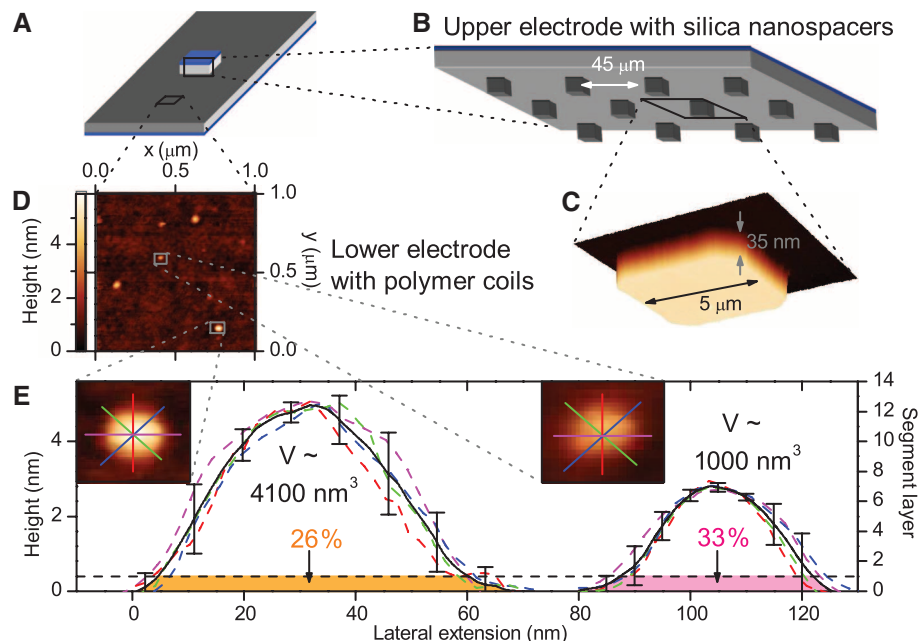 A
B
Upper electrode with silica nanospacers
45 μm
x (μm)
0.0
0.5
1.0
D
Height (nm)
4
2
0
1.0
0.5
0.0
y (μm)
Lower electrode
with polymer coils
C
35 nm
5 μm
E
Height (nm)
4
2
0
V ~
4100 nm³
26%
V ~
1000 nm³
33%
14
12
10
8
6
4
2
0
Segment layer
0
20
40
60
80
100
120
Lateral extension (nm)